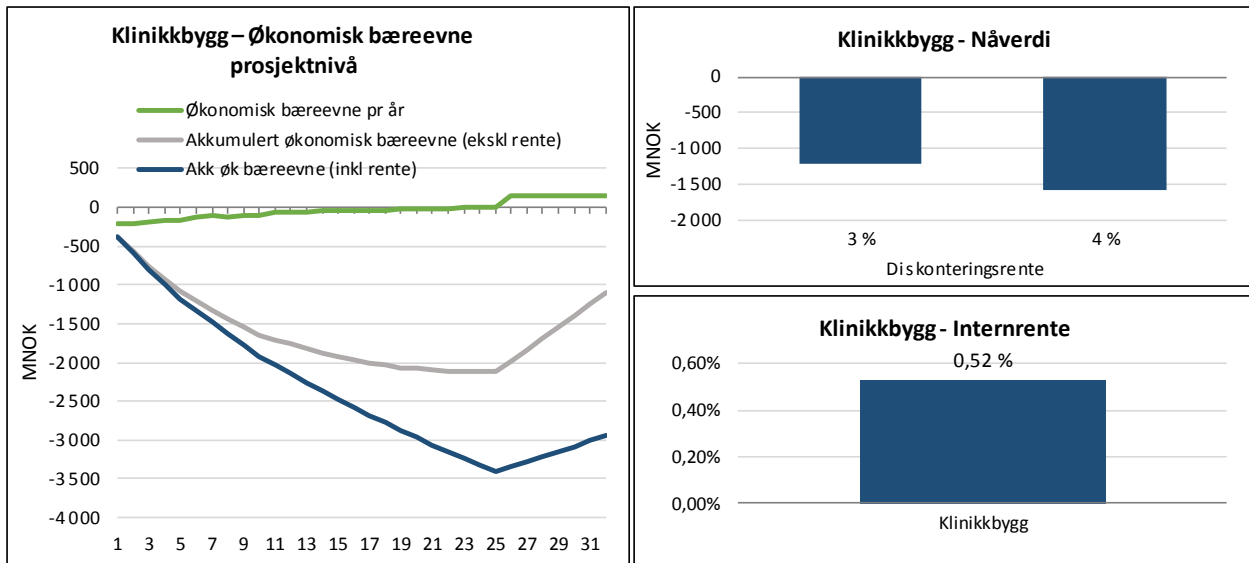 Klinikkbygg – Økonomisk bæreevne
prosjektnivå
Økonomisk bæreevne pr år
Akkumulert økonomisk bæreevne (ekskl rente)
Akk øk bæreevne (inkl rente)
500
0
-500
-1 000
-1 500
-2 000
-2 500
-3 000
-3 500
-4 000
MNOK
1 3 5 7 9 11 13 15 17 19 21 23 25 27 29 31
Klinikkbygg - Nåverdi
0
-500
-1 000
-1 500
-2 000
MNOK
3 % 4 %
Diskonteringsrente
Klinikkbygg - Internrente
0,52 %
0,60%
0,40%
0,20%
0,00%
Klinikkbygg